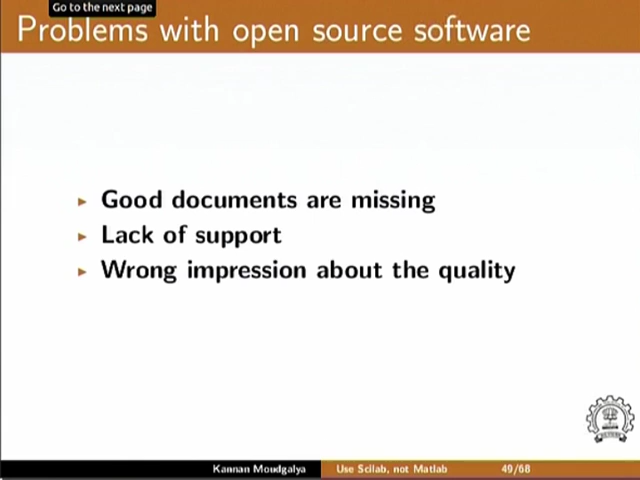 Go to the next page
Problems with open source software
Good documents are missing
Lack of support
Wrong impression about the quality
Kannan Moudgalya Use Scilab, not Matlab 49/68